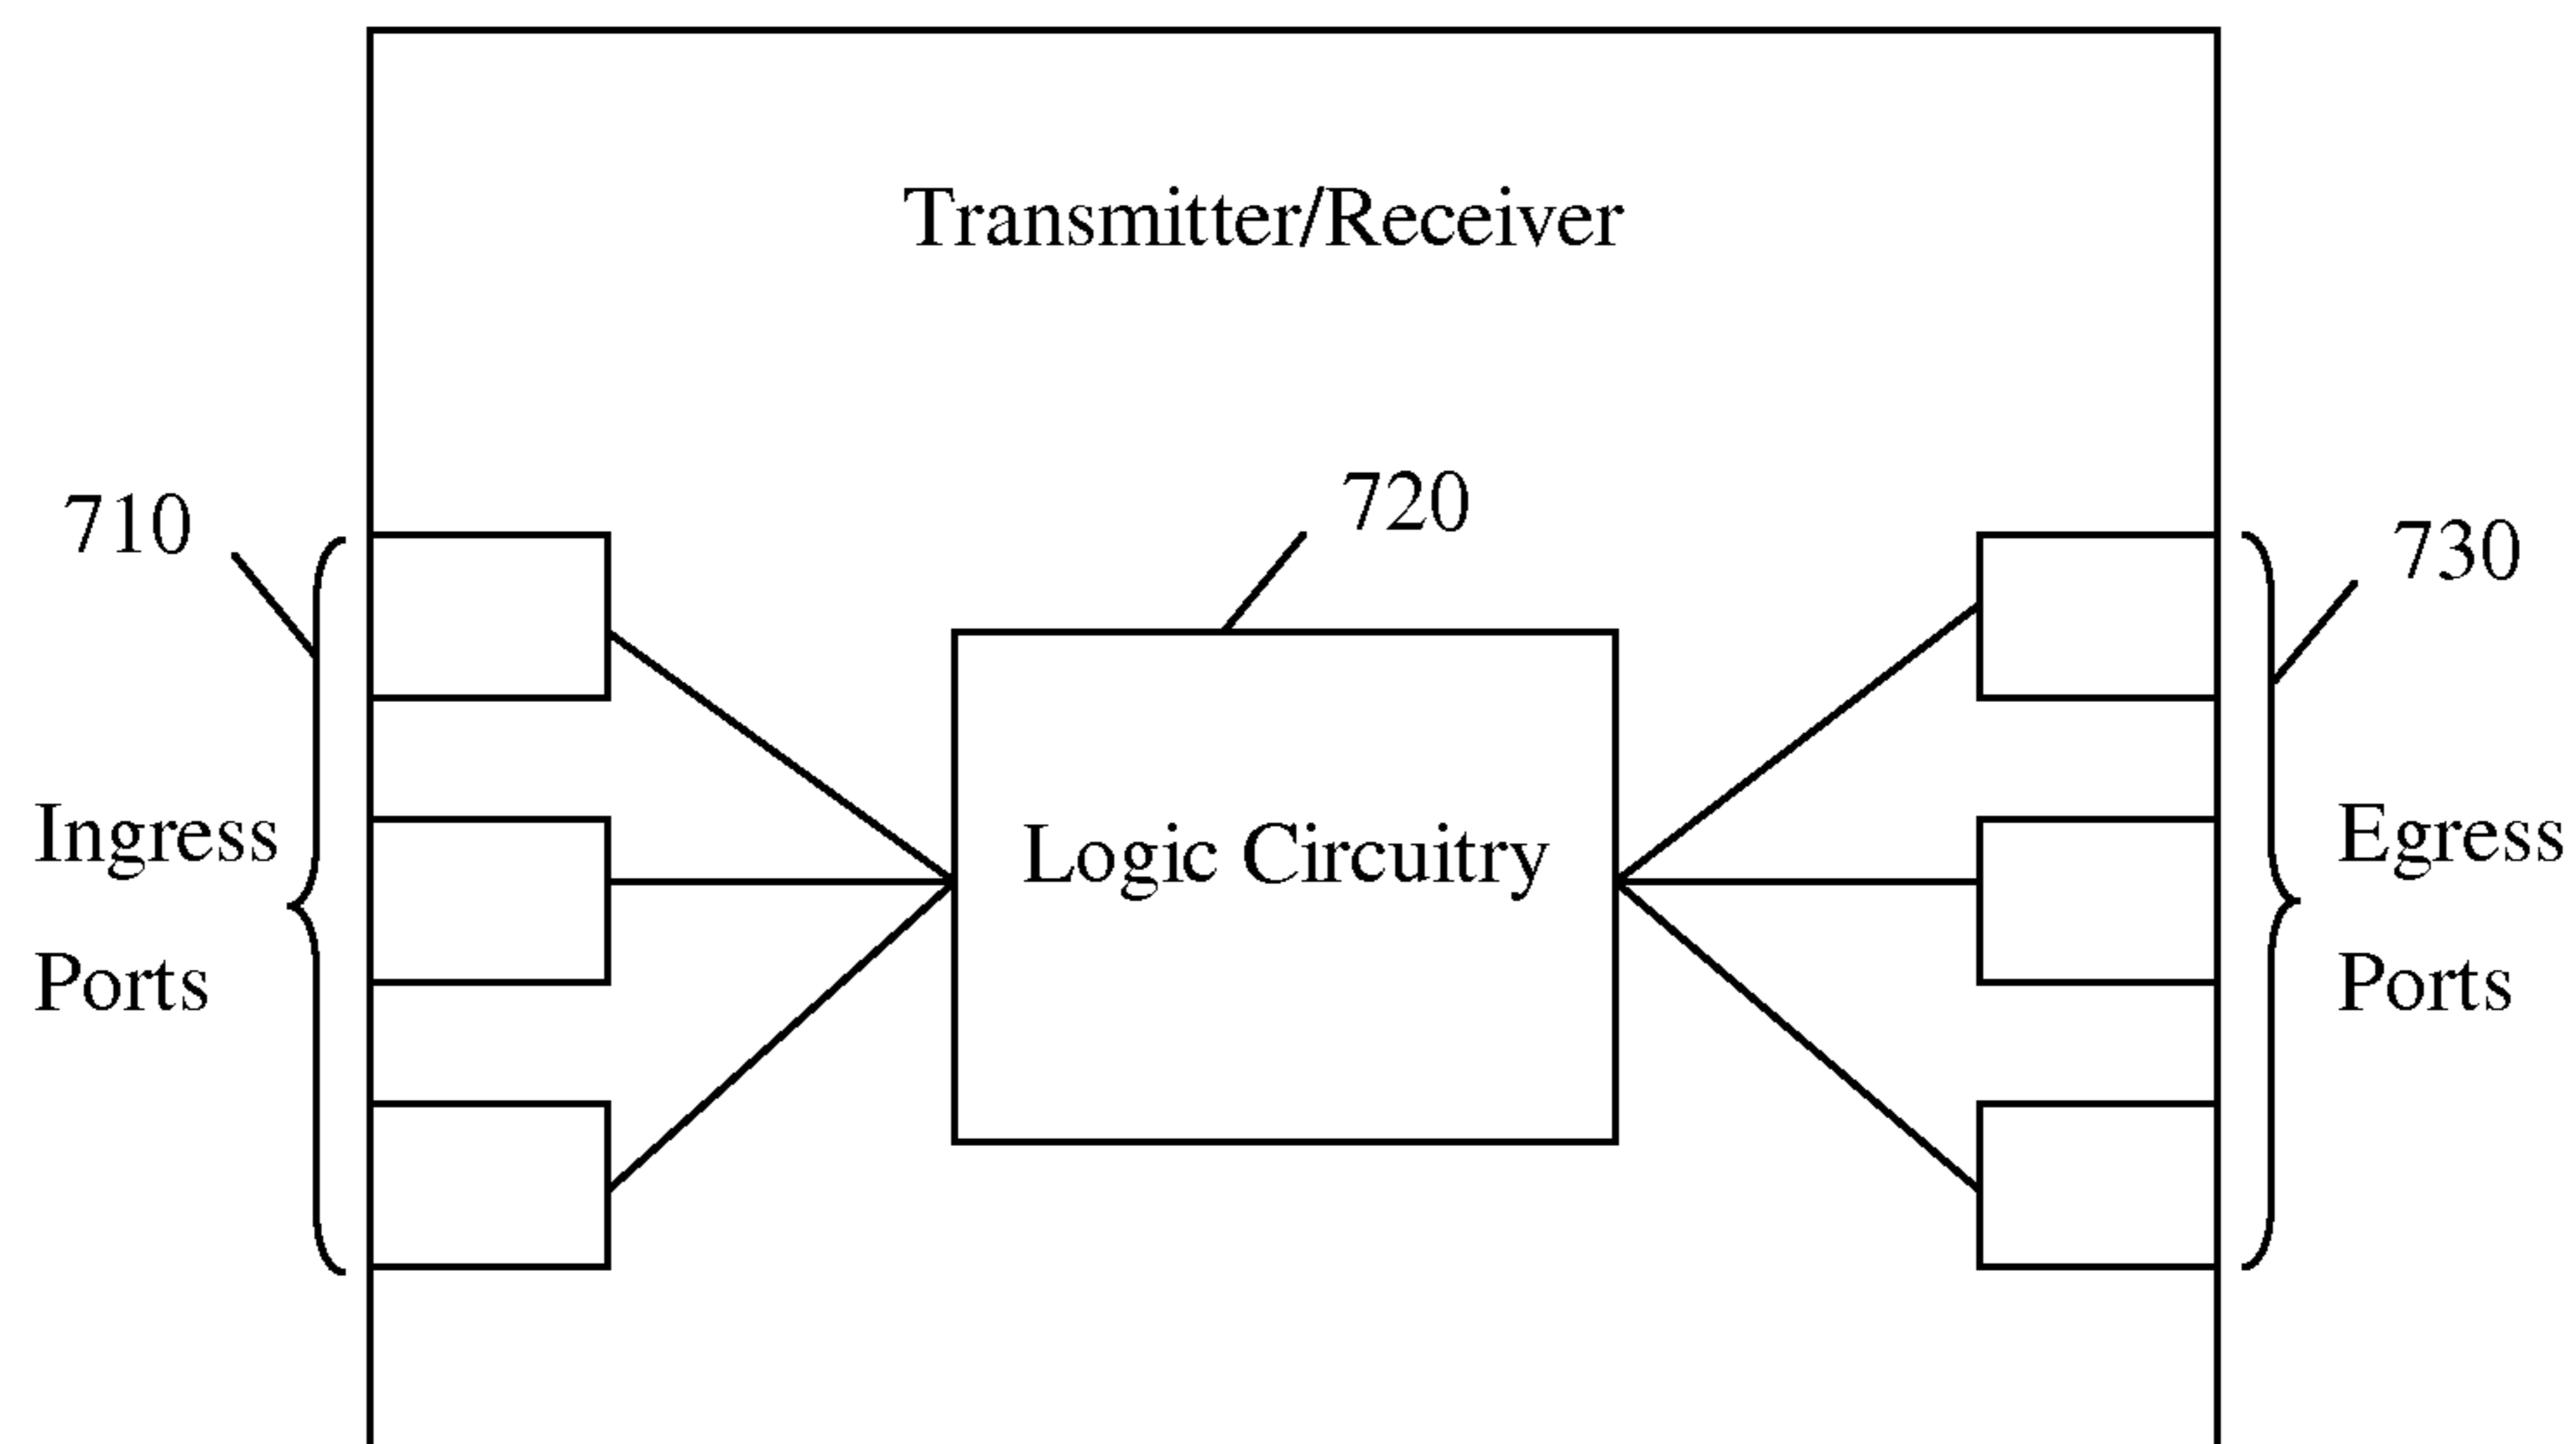 Transmitter/Receiver
710
720
730
Ingress
Ports
Logic Circuitry
Egress
Ports